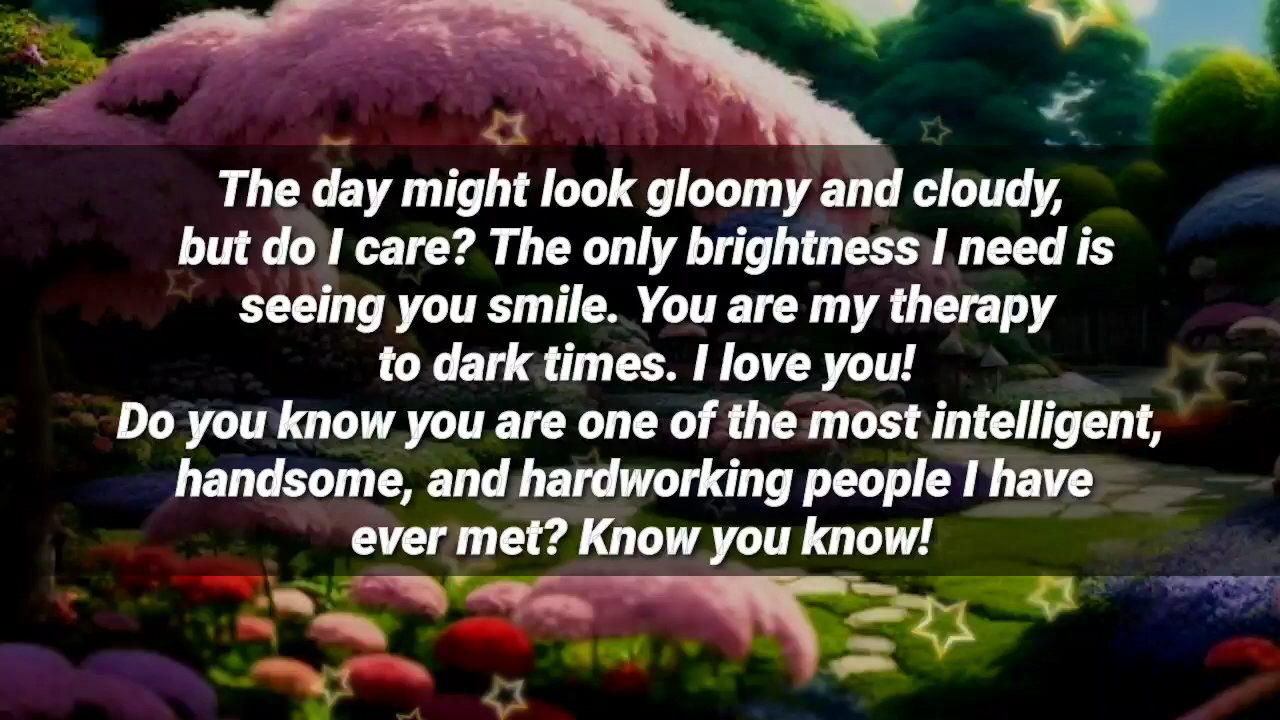 The day might look gloomy and cloudy,
but do I care? The only brightness I need is
seeing you smile. You are my therapy
to dark times. I love you!
Do you know you are one of the most intelligent,
handsome, and hardworking people I have
ever met? Know you know!